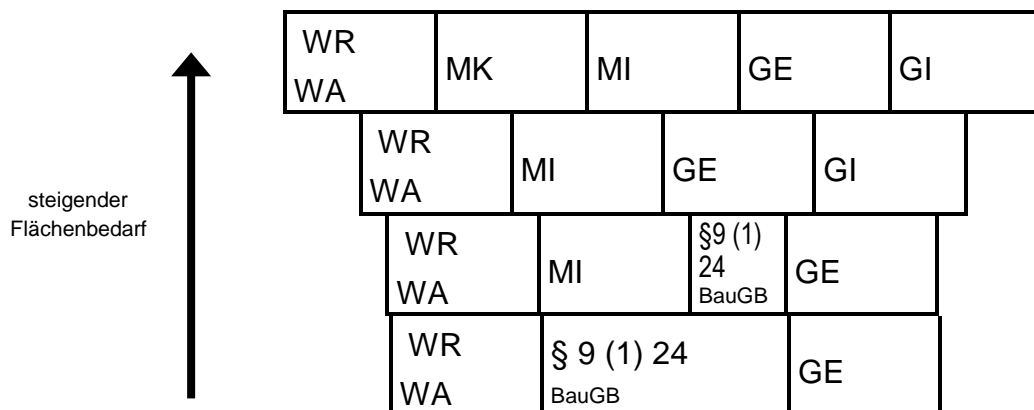 WR
WA
MK
MI
GE
GI
WR
WA
MI
GE
GI
steigender
Flächenbedarf
WR
WA
MI
§9 (1)
24
BauGB
GE
WR
WA
§ 9 (1) 24
BauGB
GE